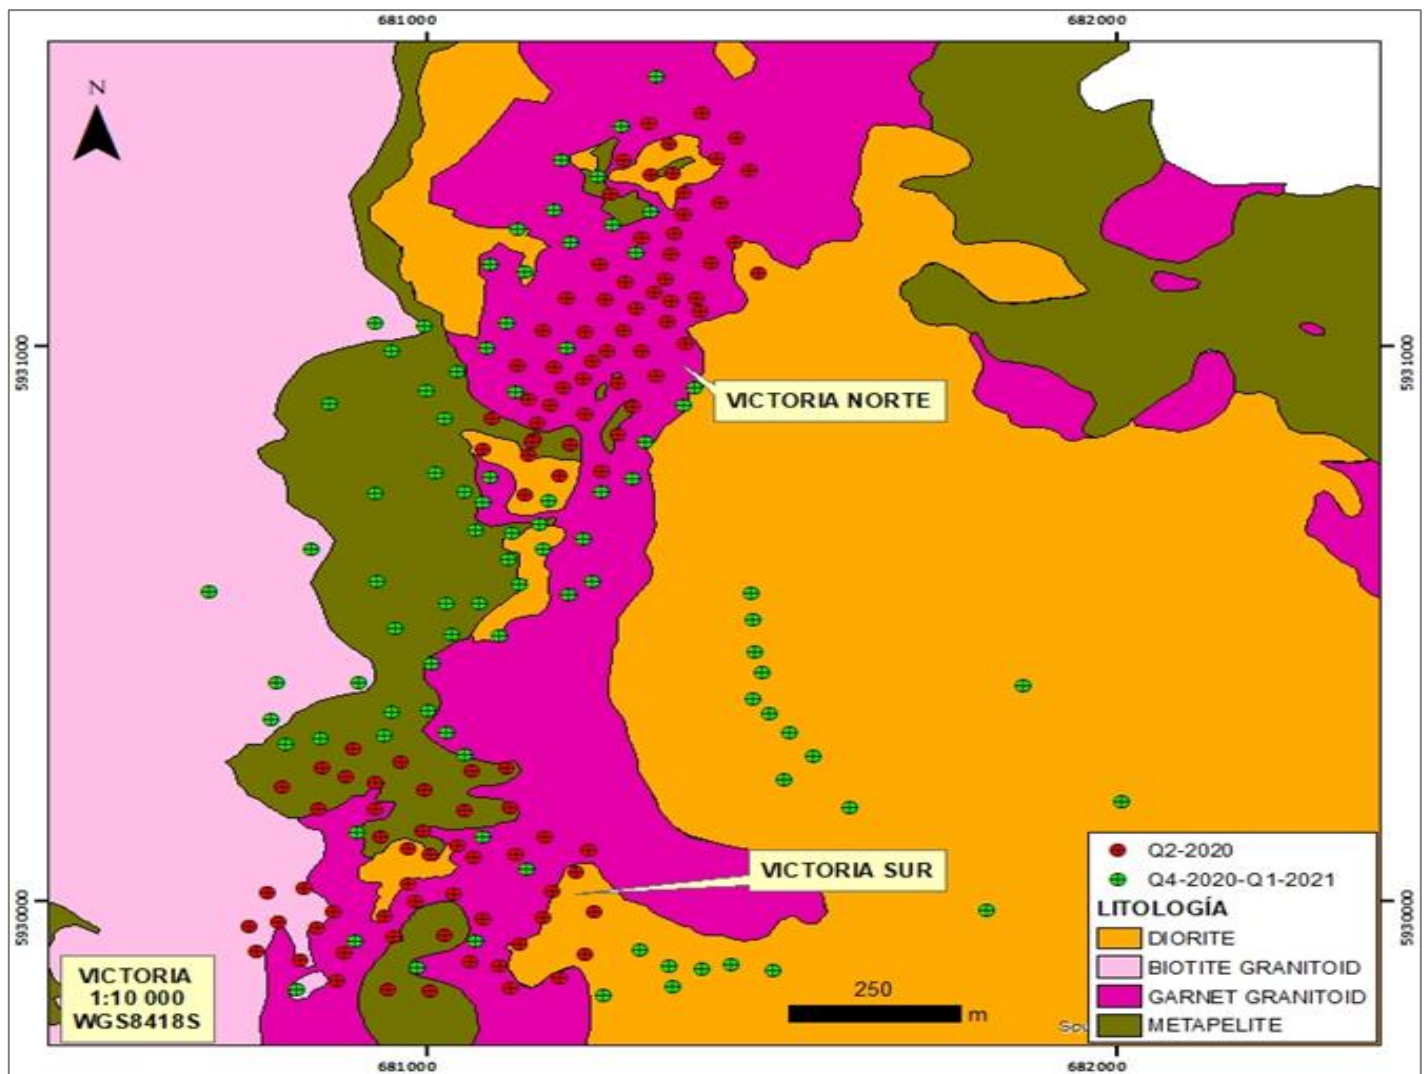 681000
682000
N
5931000
5931000
VICTORIA NORTE
VICTORIA SUR
Q2-2020
Q4-2020-Q1-2021
LITOLOGÍA
DIORITE
BIOTITE GRANITOID
GARNET GRANITOID
METAPELITE
5930000
5930000
VICTORIA
1:10 000
WGS8418S
250
m
681000
682000